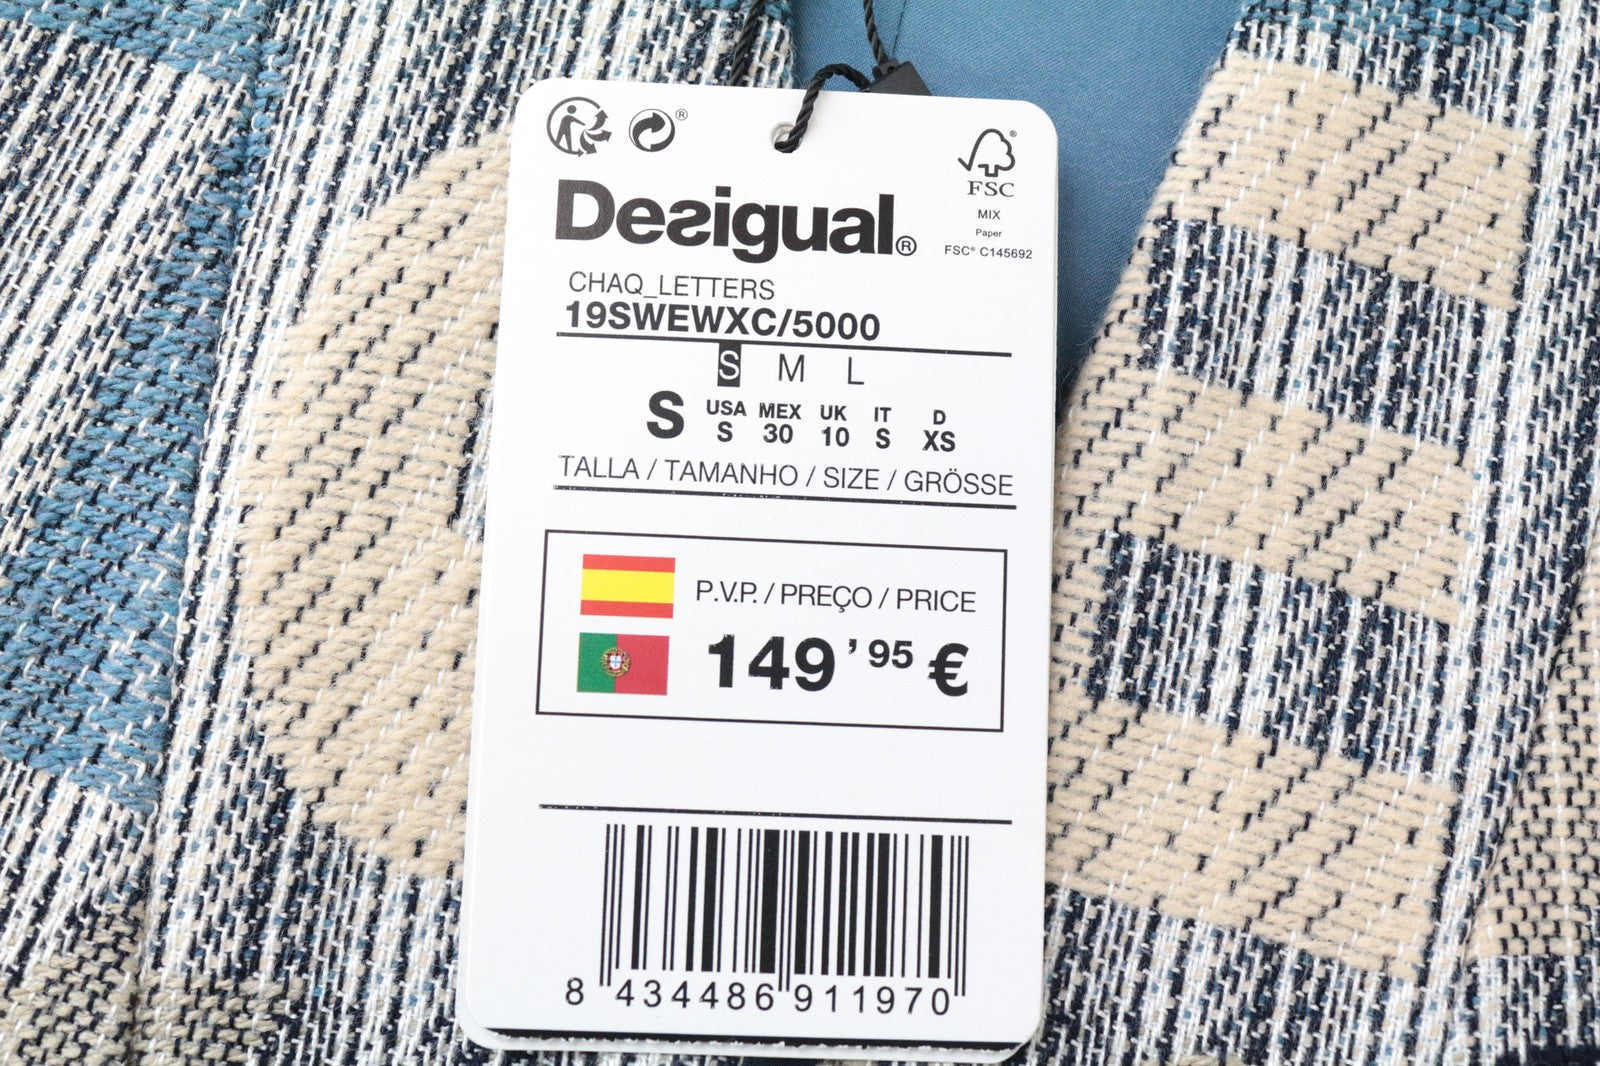 ®
Desigual®
FSC®
MIX
Paper
FSC® C145692
CHAQ_LETTERS
19SWEWXC/5000
S M L
S USA MEX UK IT D
S 30 10 S XS
TALLA / TAMANHO / SIZE / GRÖSSE
P.V.P. / PREÇO / PRICE
149'95 €
8 434486 911970